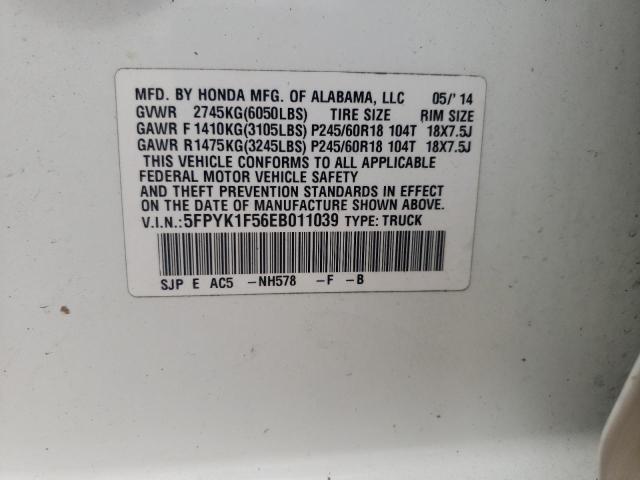 MFD. BY HONDA MFG. OF ALABAMA, LLC 05/'14
GVWR 2745KG(6050LBS) TIRE SIZE RIM SIZE
GAWR F 1410KG(3105LBS) P245/60R18 104T 18X7.5J
GAWR R 1475KG(3245LBS) P245/60R18 104T 18X7.5J
THIS VEHICLE CONFORMS TO ALL APPLICABLE
FEDERAL MOTOR VEHICLE SAFETY
AND THEFT PREVENTION STANDARDS IN EFFECT
ON THE DATE OF MANUFACTURE SHOWN ABOVE.
V.I.N.: 5FPYK1F56EB011039 TYPE: TRUCK
SJP E AC5 -NH578 -F -B